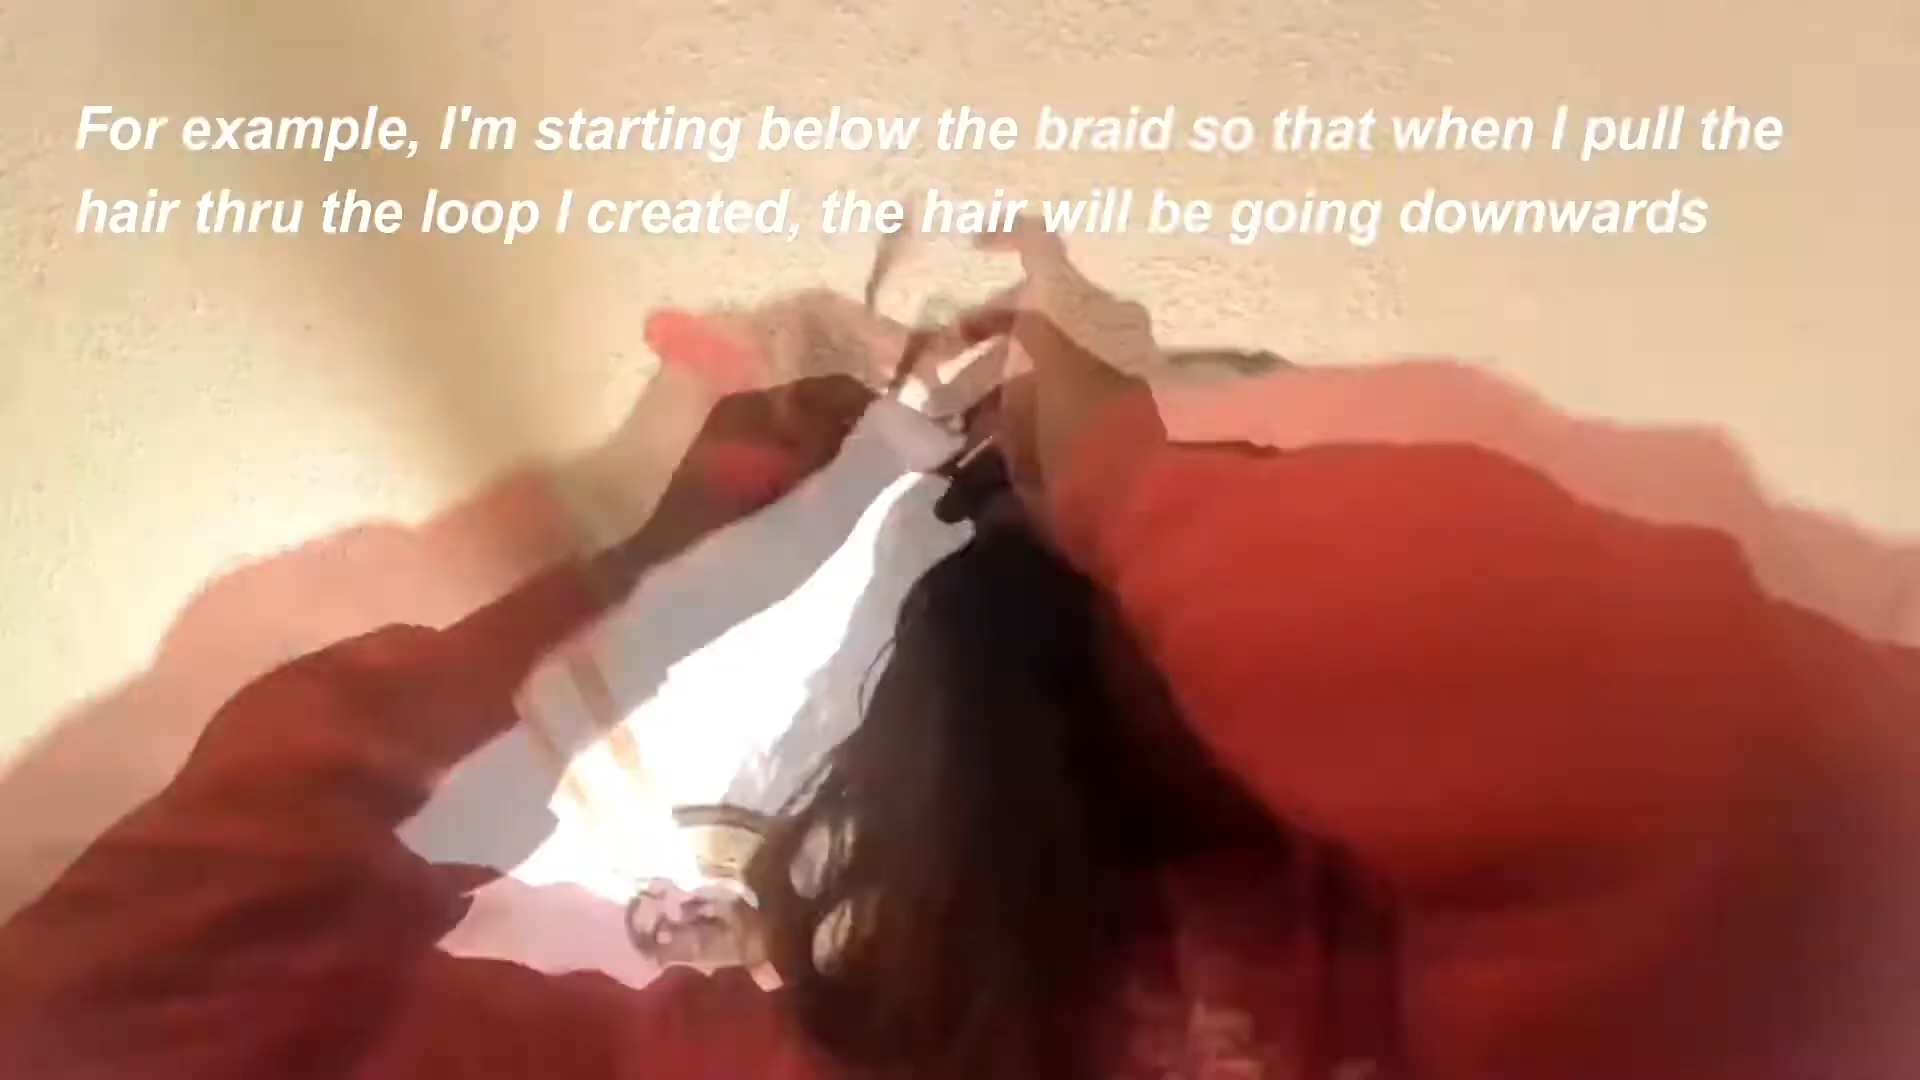 For example, I'm starting below the braid so that when I pull the
hair thru the loop I created, the hair will be going downwards